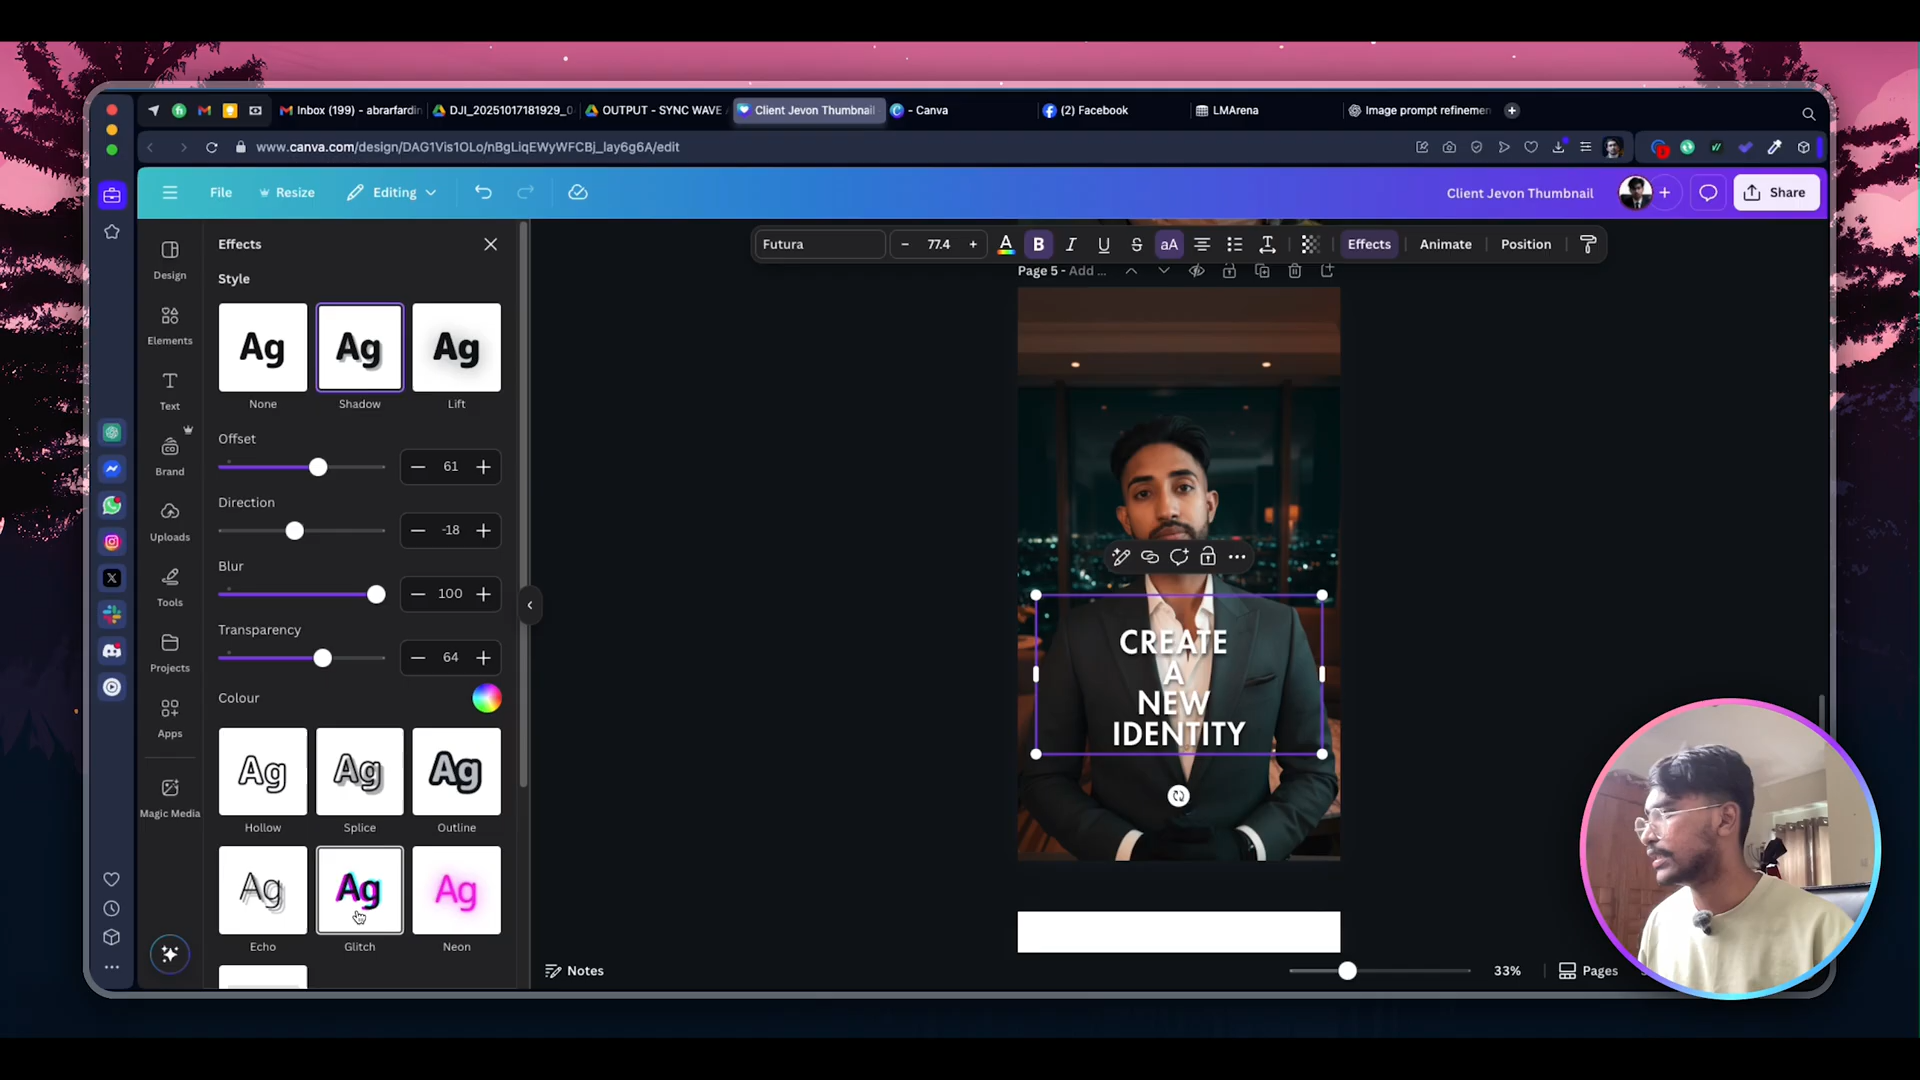 Inbox (199) - abrarfardin
DJI_20251017181929_0
OUTPUT - SYNC WAVE
Client Jevon Thumbnail
- Canva
(2) Facebook
LMArena
Image prompt refinemen
www.canva.com/design/DAG1Vis1OLo/nBgLiqEWyWFCBj_lay6g6A/edit
File
Resize
Editing
Client Jevon Thumbnail
Share
Design
Elements
Text
Brand
Uploads
Tools
Projects
Apps
Magic Media
Effects
Style
Ag
Ag
Ag
None
Shadow
Lift
Offset
61
Direction
-18
Blur
100
Transparency
64
Colour
Ag
Ag
Ag
Hollow
Splice
Outline
Ag
Ag
Ag
Echo
Glitch
Neon
Futura
77.4
A
B
I
U
S
aA
Effects
Animate
Position
Page 5 - Add ...
CREATE
A
NEW
IDENTITY
Notes
33%
Pages